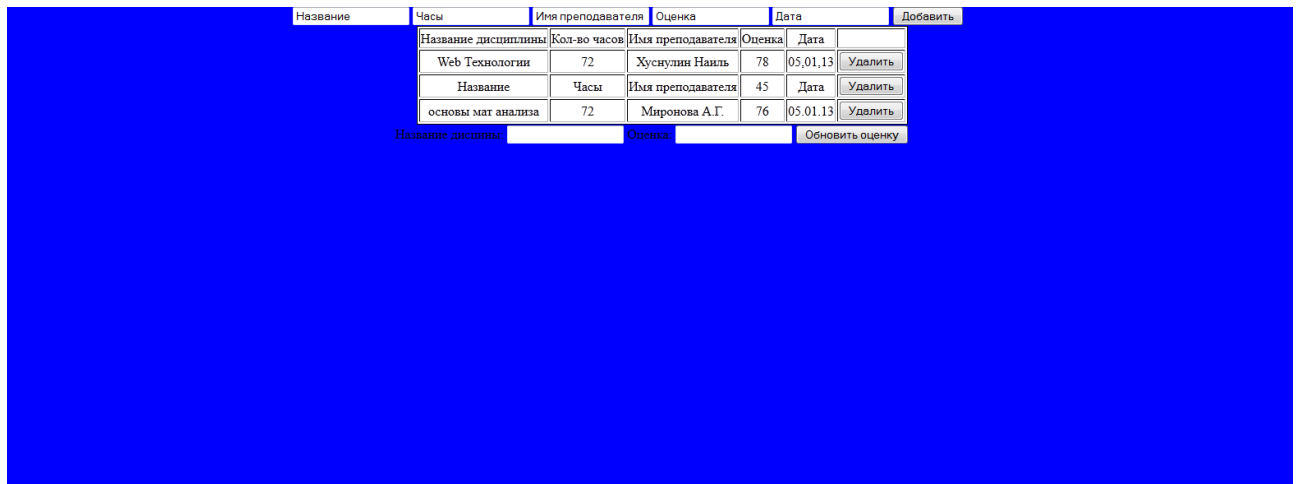 Название Часы Имя преподавателя Оценка Дата Добавить
Название дисциплины Кол-во часов Имя преподавателя Оценка Дата
Web Технологии 72 Хуснулин Наиль 78 05,01,13 Удалить
Название Часы Имя преподавателя 45 Дата Удалить
основы мат анализа 72 Миронова А.Г. 76 05.01.13 Удалить
Название дисцины: Оценка: Обновить оценку